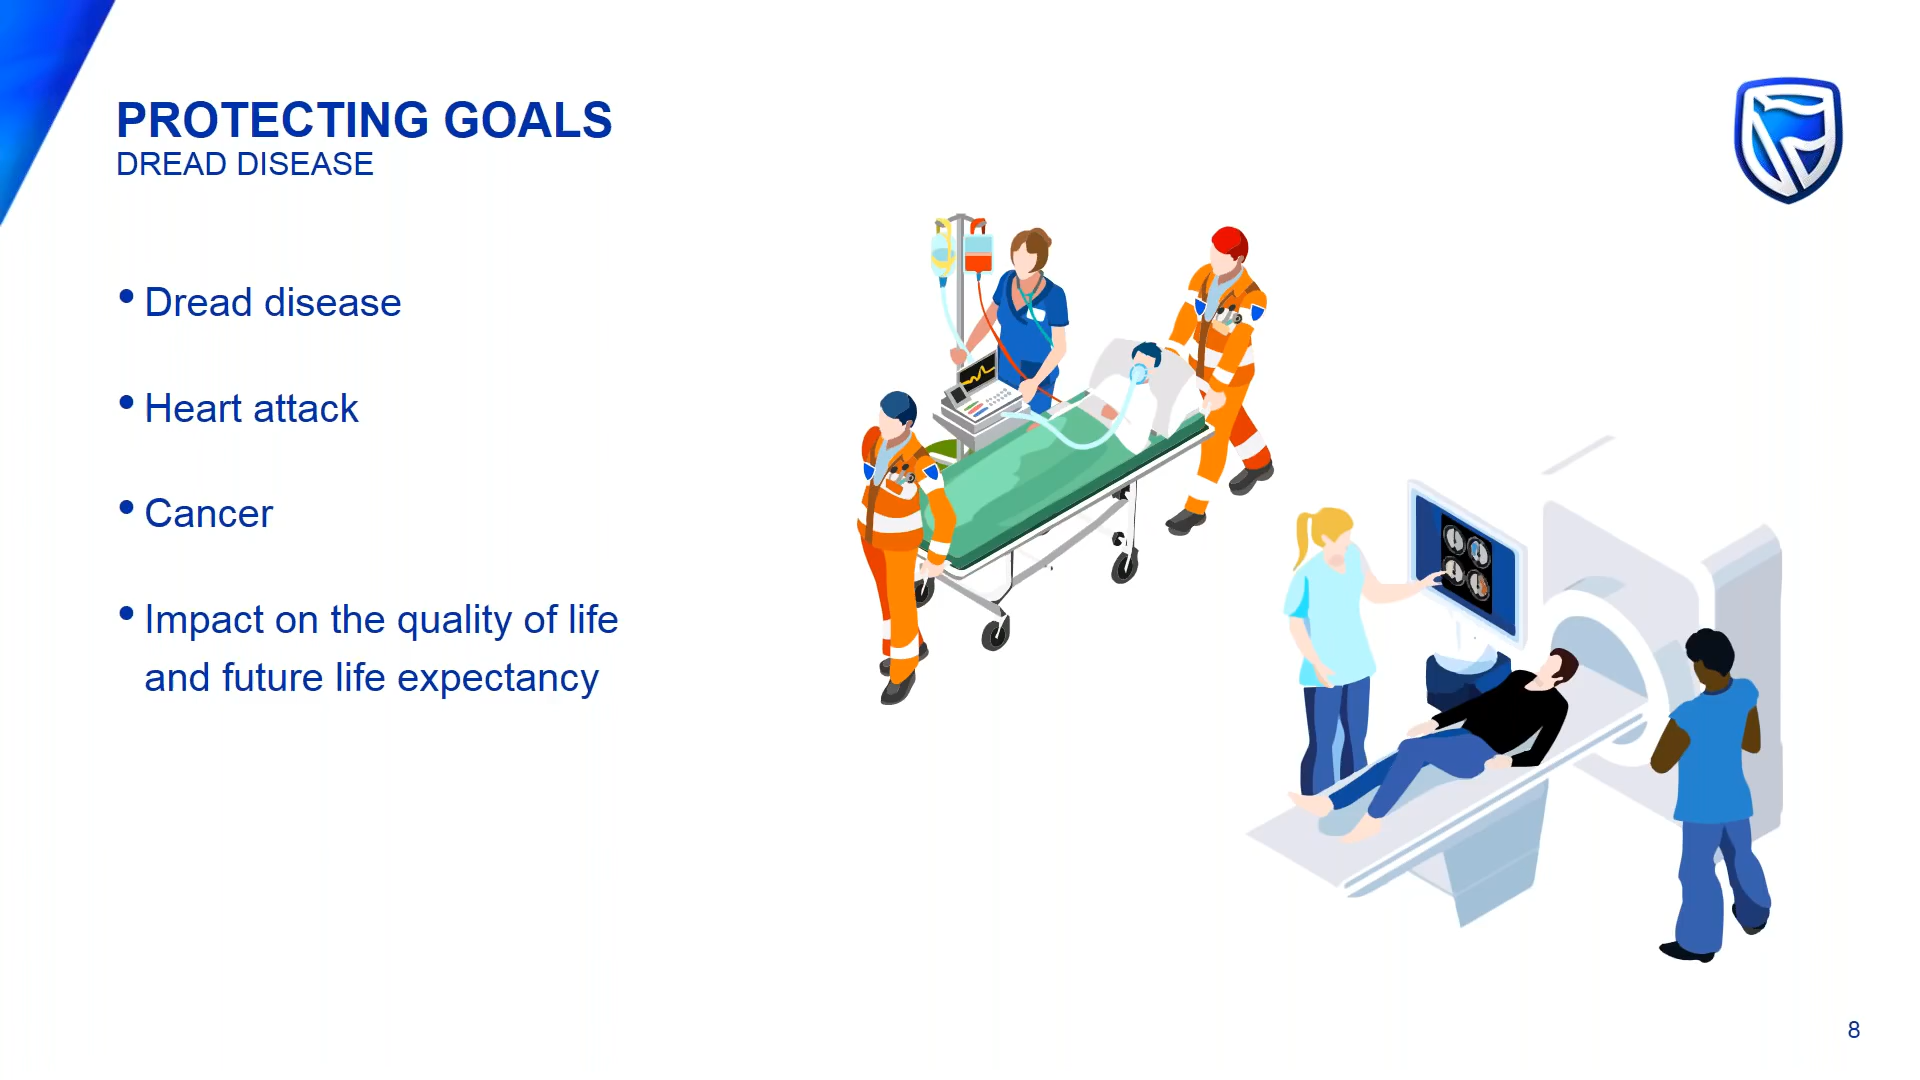 PROTECTING GOALS
DREAD DISEASE
• Dread disease
• Heart attack
• Cancer
• Impact on the quality of life
and future life expectancy
8